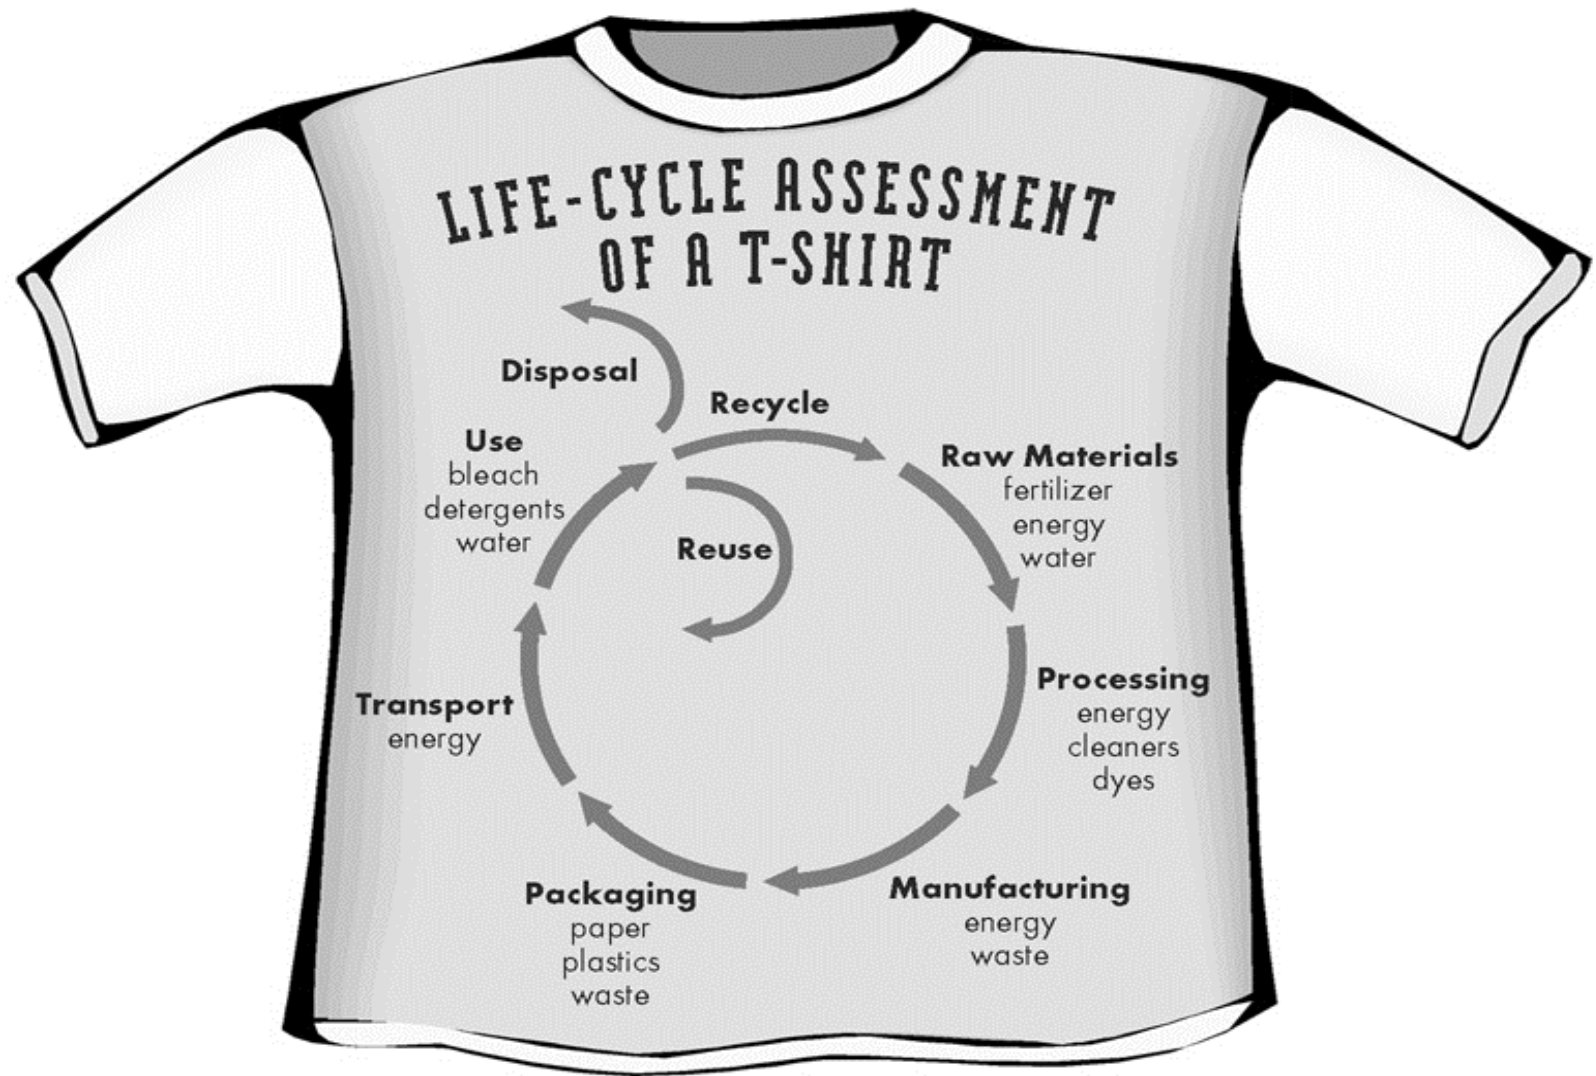 LIFE-CYCLE ASSESSMENT
OF A T-SHIRT
Disposal
Recycle
Use
bleach
detergents
water
Raw Materials
fertilizer
energy
water
Reuse
Processing
energy
cleaners
dyes
Transport
energy
Manufacturing
energy
waste
Packaging
paper
plastics
waste